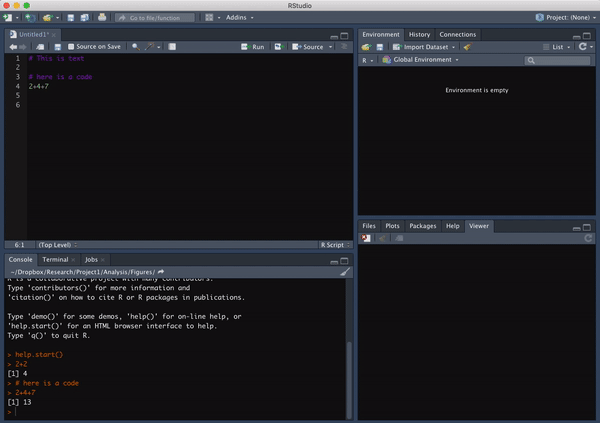 RStudio
Go to file/function
Addins
Project: (None)
Untitled1*
Source on Save
Run
Source
1 # This is text
2
3 # here is a code
4 2+4+7
5
6
6:1 (Top Level) R Script
Console Terminal Jobs
~/Dropbox/Research/Project1/Analysis/Figures/
R is a collaborative project with many contributors.
Type 'contributors()' for more information and
'citation()' on how to cite R or R packages in publications.
Type 'demo()' for some demos, 'help()' for on-line help, or
'help.start()' for an HTML browser interface to help.
Type 'q()' to quit R.
> help.start()
> 2+2
[1] 4
> # here is a code
> 2+4+7
[1] 13
>
Environment History Connections
Import Dataset
List
R
Global Environment
Environment is empty
Files Plots Packages Help Viewer